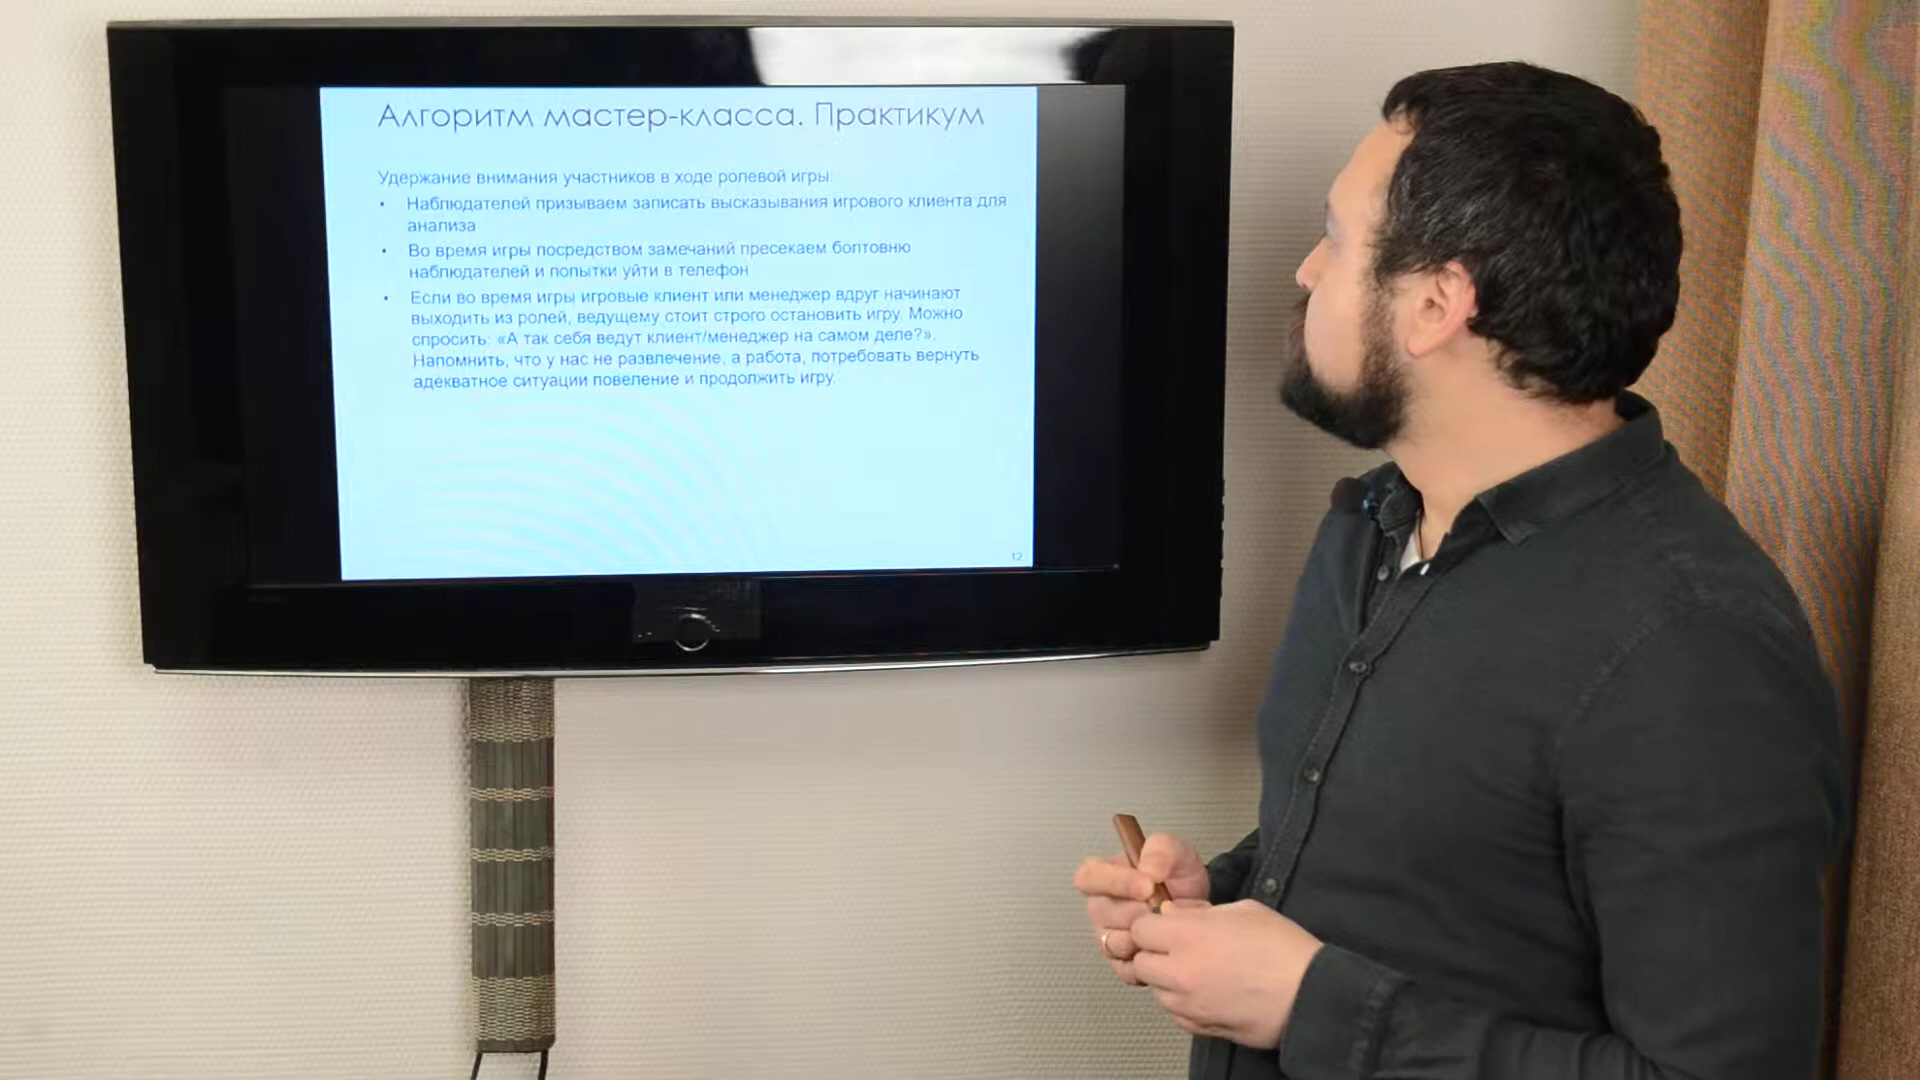 Алгоритм мастер-класса. Практикум
Удержание внимания участников в ходе ролевой игры:
• Наблюдателей призываем записать высказывания игрового клиента для
анализа
• Во время игры посредством замечаний пресекаем болтовню
наблюдателей и попытки уйти в телефон
• Если во время игры игровые клиент или менеджер вдруг начинают
выходить из ролей, ведущему стоит строго остановить игру. Можно
спросить: «А так себя ведут клиент/менеджер на самом деле?».
Напомнить, что у нас не развлечение, а работа, потребовать вернуть
адекватное ситуации повеление и продолжить игру.
12